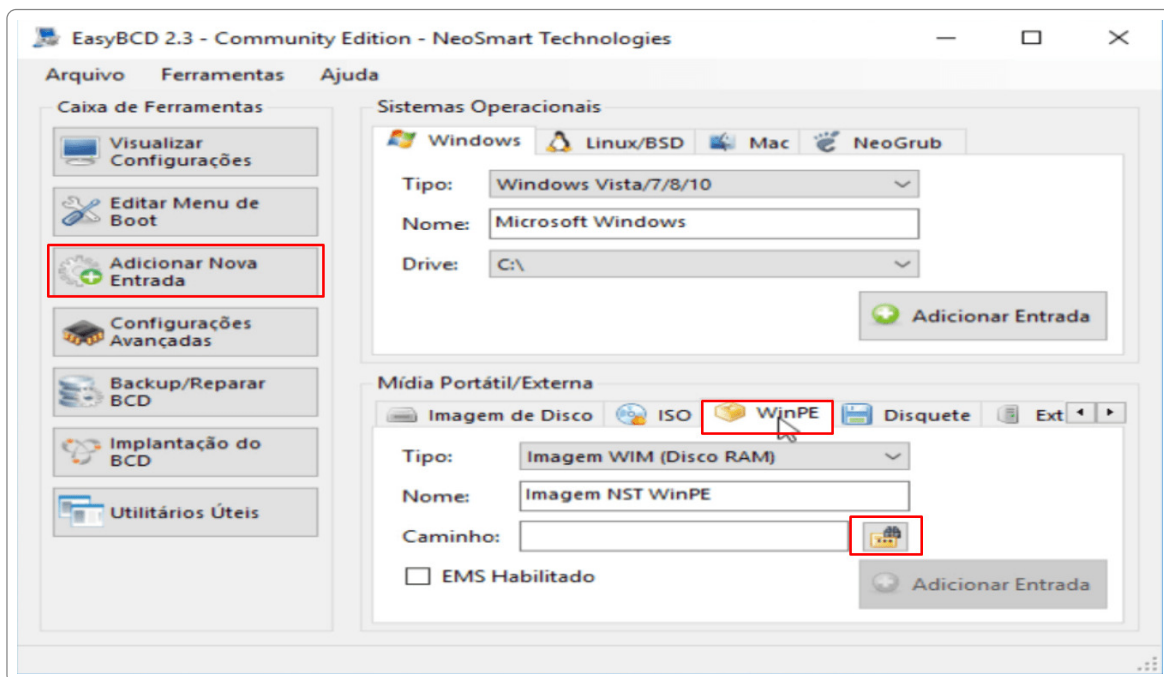 EasyBCD 2.3 - Community Edition - NeoSmart Technologies
Arquivo Ferramentas Ajuda
Caixa de Ferramentas
Visualizar
Configurações
Editar Menu de
Boot
Adicionar Nova
Entrada
Configurações
Avançadas
Backup/Reparar
BCD
Implantação do
BCD
Utilitários Úteis
Sistemas Operacionais
Windows Linux/BSD Mac NeoGrub
Tipo: Windows Vista/7/8/10
Nome: Microsoft Windows
Drive: C:\
Adicionar Entrada
Mídia Portátil/Externa
Imagem de Disco ISO WinPE Disquete Ext
Tipo: Imagem WIM (Disco RAM)
Nome: Imagem NST WinPE
Caminho:
EMS Habilitado
Adicionar Entrada